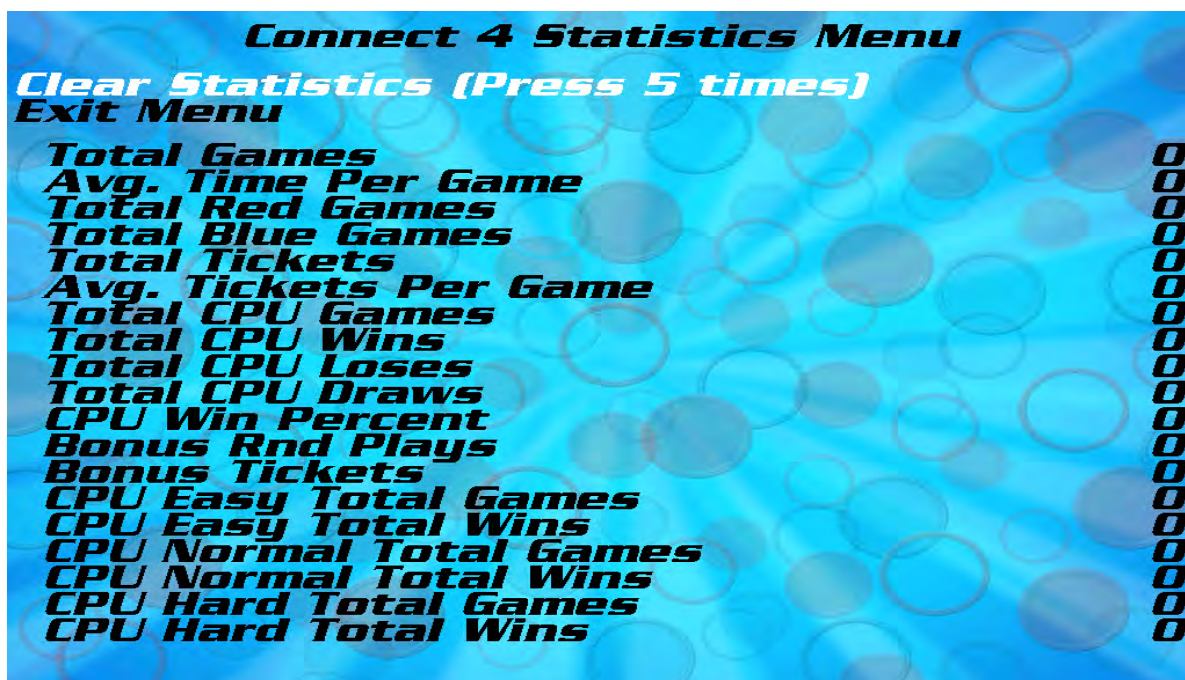 Connect 4 Statistics Menu
Clear Statistics (Press 5 times)
Exit Menu
Total Games 0
Avg. Time Per Game 0
Total Red Games 0
Total Blue Games 0
Total Tickets 0
Avg. Tickets Per Game 0
Total CPU Games 0
Total CPU Wins 0
Total CPU Loses 0
Total CPU Draws 0
CPU Win Percent 0
Bonus Rnd Plays 0
Bonus Tickets 0
CPU Easy Total Games 0
CPU Easy Total Wins 0
CPU Normal Total Games 0
CPU Normal Total Wins 0
CPU Hard Total Games 0
CPU Hard Total Wins 0